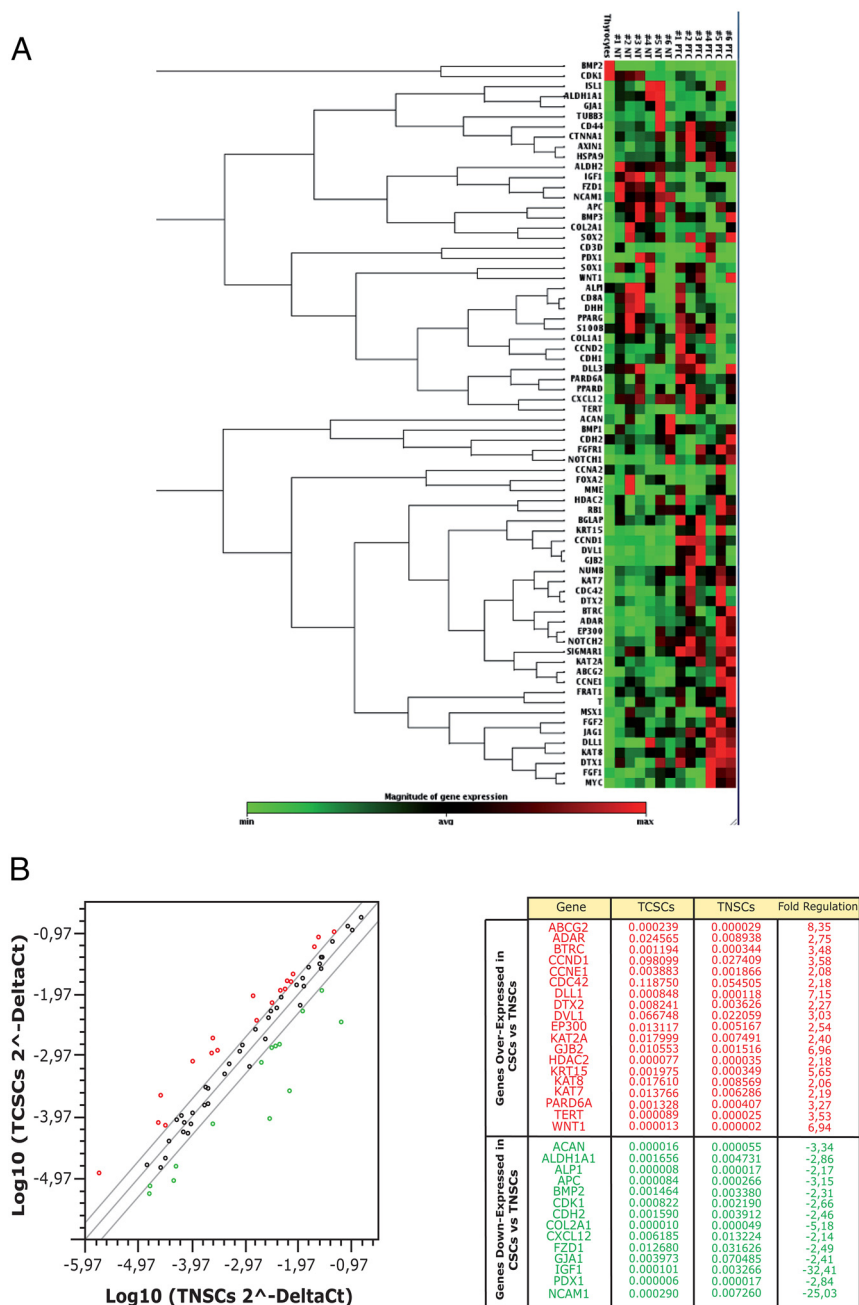 A
Thyrocytes
#1 NT
#2 NT
#3 NT
#4 NT
#5 NT
#6 NT
#1 PTC
#2 PTC
#3 PTC
#4 PTC
#5 PTC
#6 PTC
BMP2
CDK1
ISL1
ALDH1A1
GJA1
TUBB3
CD44
CTNNA1
AXIN1
HSPA9
ALDH2
IGF1
FZD1
NCAM1
APC
BMP3
COL2A1
SOX2
CD3D
PDX1
SOX1
WNT1
ALPI
CD8A
DHH
PPARG
S100B
COL1A1
CCND2
CDH1
DLL3
PARD6A
PPARD
CXCL12
TERT
ACAN
BMP1
CDH2
FGFR1
NOTCH1
CCNA2
FOXA2
MME
HDAC2
RB1
BGLAP
KRT15
CCND1
DVL1
GJB2
NUMB
KAT7
CDC42
DTX2
BTRC
ADAR
EP300
NOTCH2
SIGMAR1
KAT2A
ABCG2
CCNE1
FRAT1
T
MSX1
FGF2
JAG1
DLL1
KAT8
DTX1
FGF1
MYC
Magnitude of gene expression
min avg max
B
Log10 (TCSCs 2^-DeltaCt)
-0,97
-1,97
-2,97
-3,97
-4,97
-5,97 -4,97 -3,97 -2,97 -1,97 -0,97
Log10 (TNSCs 2^-DeltaCt)
Gene TCSCs TNSCs Fold Regulation
Genes Over-Expressed in
CSCs vs TNSCs
ABCG2 0.000239 0.000029 8,35
ADAR 0.024565 0.008938 2,75
BTRC 0.001194 0.000344 3,48
CCND1 0.098099 0.027409 3,58
CCNE1 0.003883 0.001866 2,08
CDC42 0.118750 0.054505 2,18
DLL1 0.000848 0.000118 7,15
DTX2 0.008241 0.003626 2,27
DVL1 0.066748 0.022059 3,03
EP300 0.013117 0.005167 2,54
KAT2A 0.017999 0.007491 2,40
GJB2 0.010553 0.001516 6,96
HDAC2 0.000077 0.000035 2,18
KRT15 0.001975 0.000349 5,65
KAT8 0.017610 0.008569 2,06
KAT7 0.013766 0.006286 2,19
PARD6A 0.001328 0.000407 3,27
TERT 0.000089 0.000025 3,53
WNT1 0.000013 0.000002 6,94
Genes Down-Expressed in
CSCs vs TNSCs
ACAN 0.000016 0.000055 -3,34
ALDH1A1 0.001656 0.004731 -2,86
ALP1 0.000008 0.000017 -2,17
APC 0.000084 0.000266 -3,15
BMP2 0.001464 0.003380 -2,31
CDK1 0.000822 0.002190 -2,66
CDH2 0.001590 0.003912 -2,46
COL2A1 0.000010 0.000049 -5,18
CXCL12 0.006185 0.013224 -2,14
FZD1 0.012680 0.031626 -2,49
GJA1 0.003973 0.070485 -2,41
IGF1 0.000101 0.003266 -32,41
PDX1 0.000006 0.000017 -2,84
NCAM1 0.000290 0.007260 -25,03